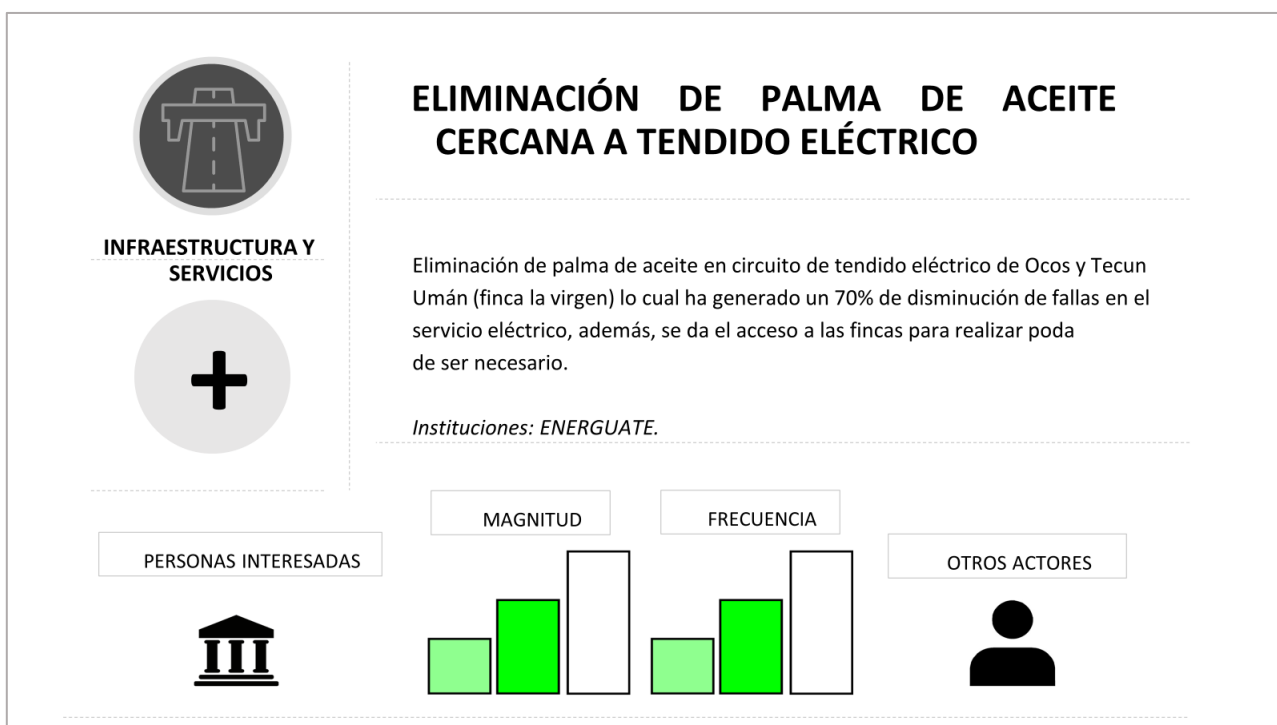 ELIMINACIÓN DE PALMA DE ACEITE
CERCANA A TENDIDO ELÉCTRICO
INFRAESTRUCTURA Y
SERVICIOS
+
Eliminación de palma de aceite en circuito de tendido eléctrico de Ocos y Tecun
Umán (finca la virgen) lo cual ha generado un 70% de disminución de fallas en el
servicio eléctrico, además, se da el acceso a las fincas para realizar poda
de ser necesario.
Instituciones: ENERGUATE.
PERSONAS INTERESADAS
MAGNITUD
FRECUENCIA
OTROS ACTORES